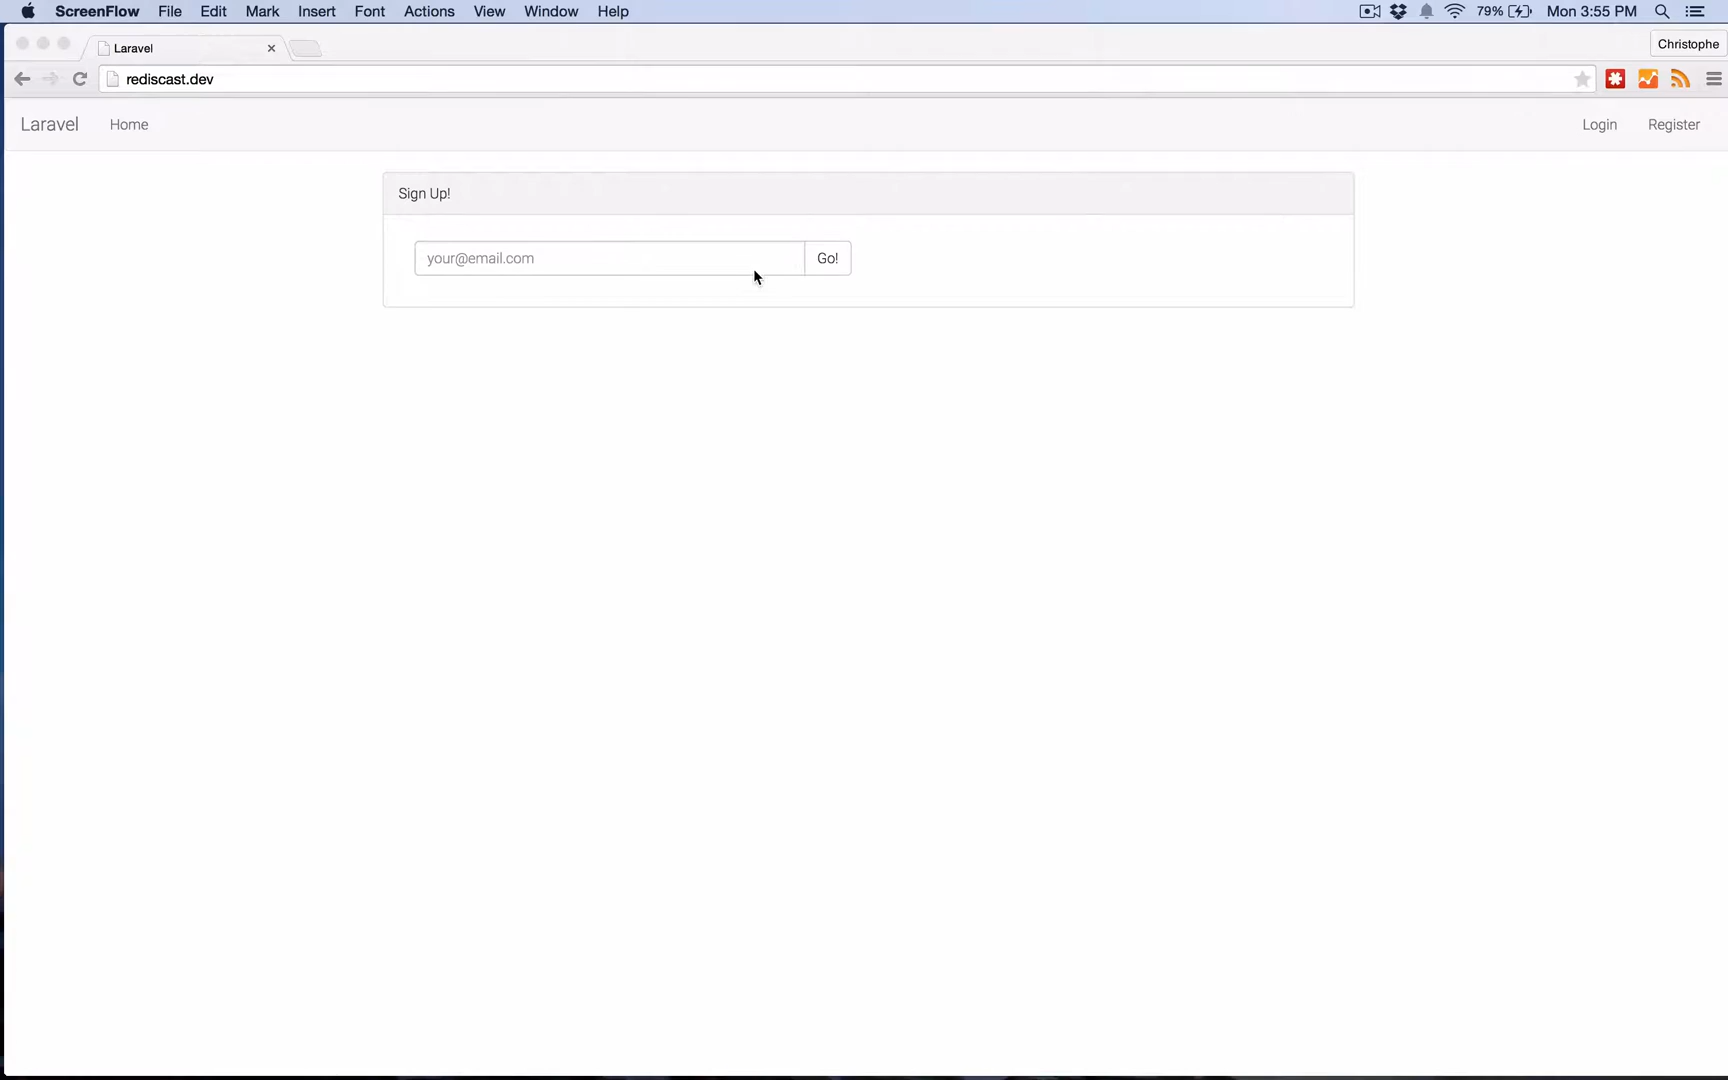 ScreenFlow File Edit Mark Insert Font Actions View Window Help 79% Mon 3:55 PM
Laravel Christophe
rediscast.dev
Laravel Home Login Register
Sign Up!
your@email.com Go!